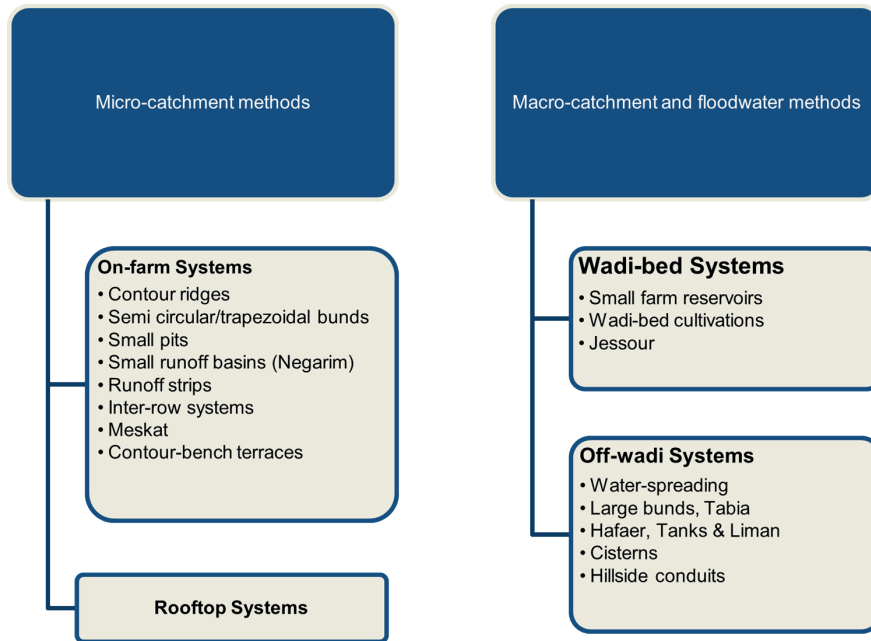 Micro-catchment methods
On-farm Systems
• Contour ridges
• Semi circular/trapezoidal bunds
• Small pits
• Small runoff basins (Negarim)
• Runoff strips
• Inter-row systems
• Meskat
• Contour-bench terraces
Rooftop Systems
Macro-catchment and floodwater methods
Wadi-bed Systems
• Small farm reservoirs
• Wadi-bed cultivations
• Jessour
Off-wadi Systems
• Water-spreading
• Large bunds, Tabia
• Hafaer, Tanks & Liman
• Cisterns
• Hillside conduits